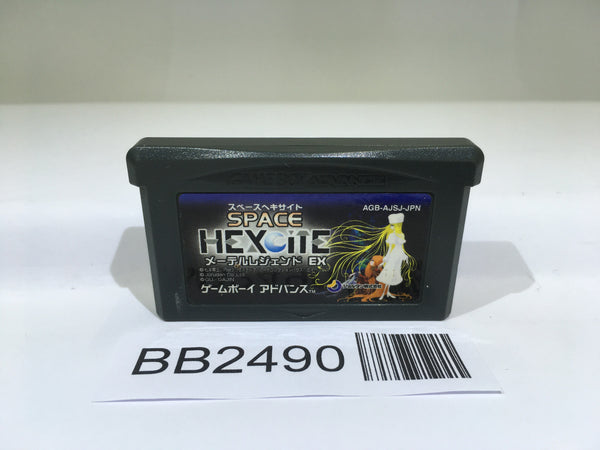 GAME BOY ADVANCE
スペースヘキサイト
AGB-AJSJ-JPN
SPACE
HEXCITE
メーテルレジェンド EX
ゲームボーイ アドバンス™
BB2490